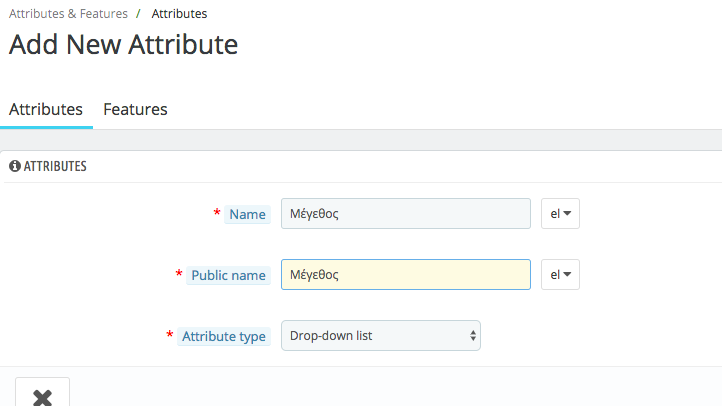 Attributes & Features / Attributes
Add New Attribute
Attributes Features
ATTRIBUTES
* Name Μέγεθος el
* Public name Μέγεθος el
* Attribute type Drop-down list